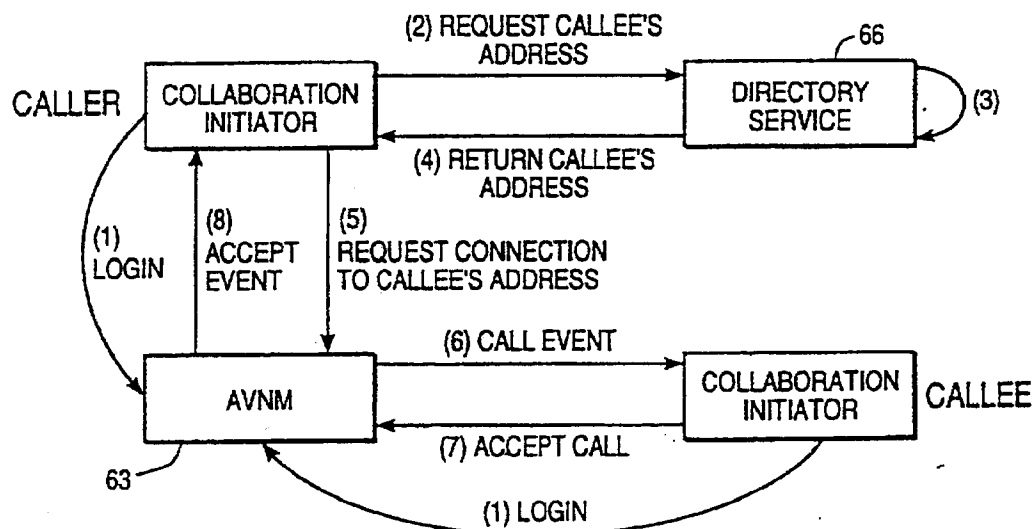 (2) REQUEST CALLEE'S
ADDRESS
66
CALLER
COLLABORATION
INITIATOR
DIRECTORY
SERVICE
(3)
(4) RETURN CALLEE'S
ADDRESS
(1)
LOGIN
(8)
ACCEPT
EVENT
(5)
REQUEST CONNECTION
TO CALLEE'S ADDRESS
(6) CALL EVENT
AVNM
COLLABORATION
INITIATOR
CALLEE
(7) ACCEPT CALL
63
(1) LOGIN